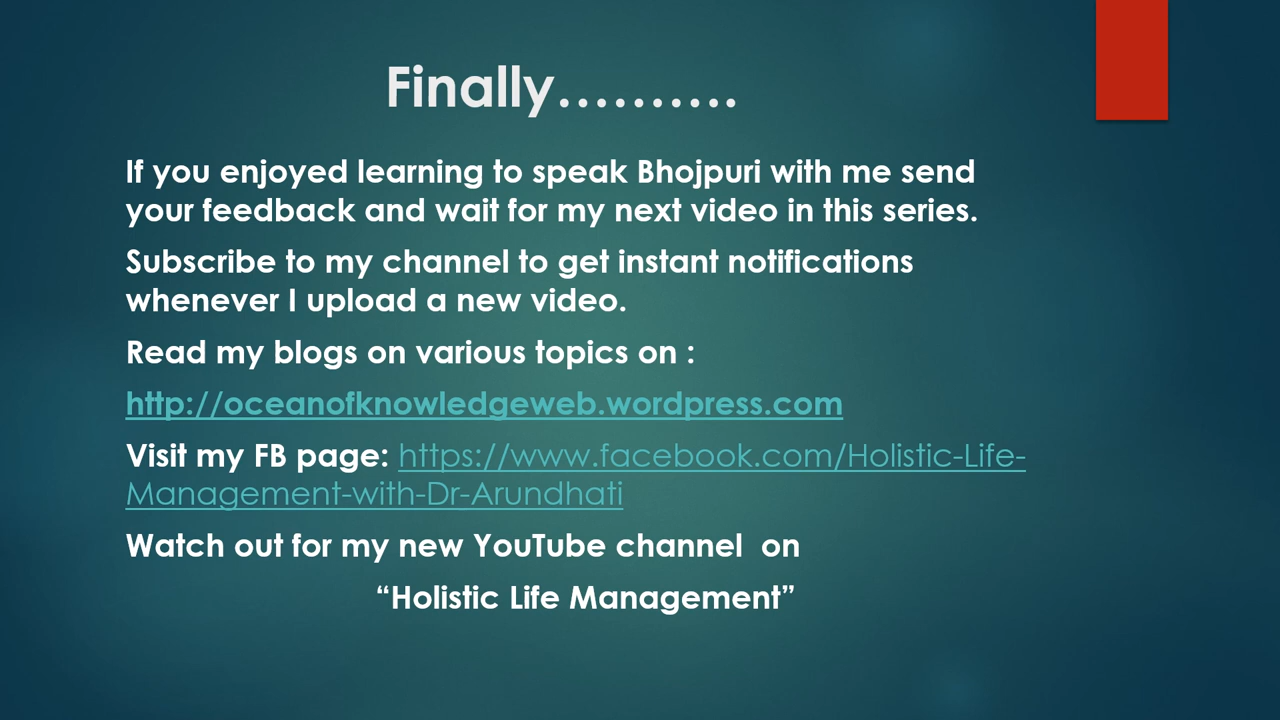 Finally……….
If you enjoyed learning to speak Bhojpuri with me send
your feedback and wait for my next video in this series.
Subscribe to my channel to get instant notifications
whenever I upload a new video.
Read my blogs on various topics on :
http://oceanofknowledgeweb.wordpress.com
Visit my FB page: https://www.facebook.com/Holistic-Life-
Management-with-Dr-Arundhati
Watch out for my new YouTube channel  on
“Holistic Life Management”